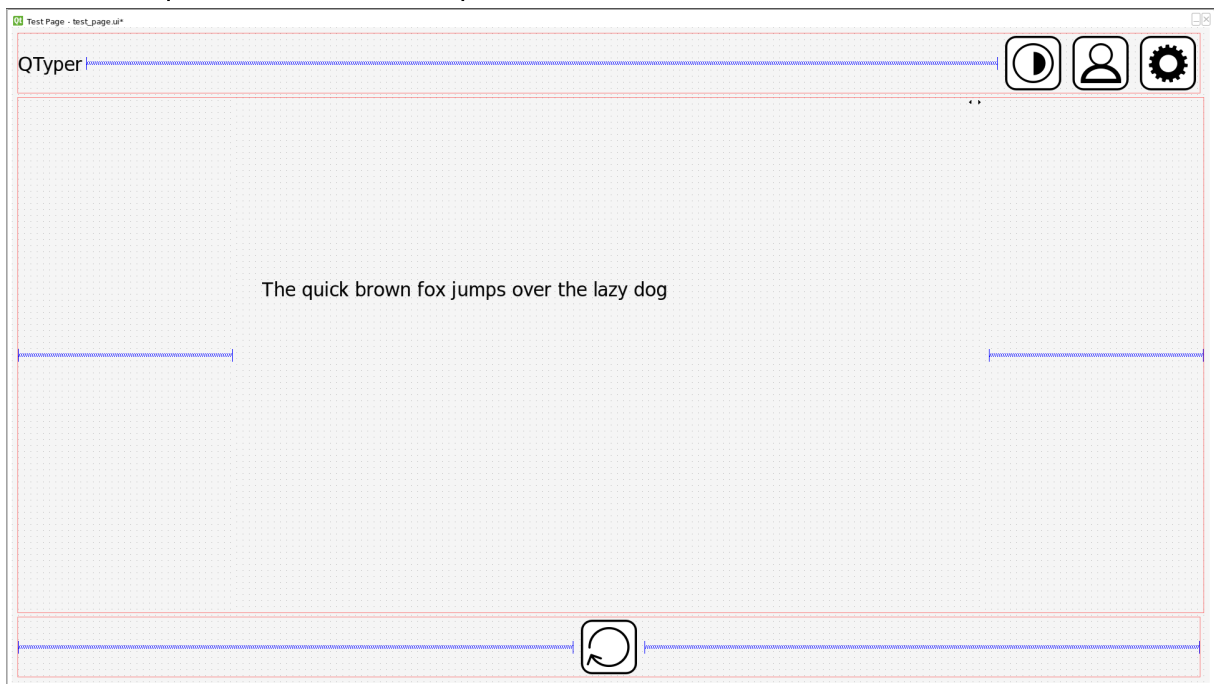 Test Page - test_page.ui*
QTyper
The quick brown fox jumps over the lazy dog